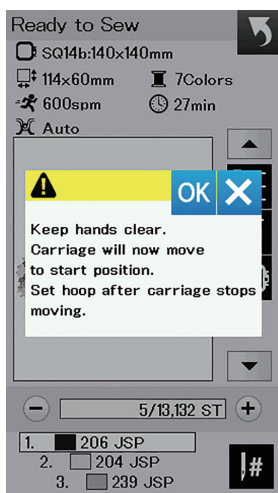 Ready to Sew
SQ14b:140×140mm
114×60mm 7Colors
600spm 27min
Auto
OK
Keep hands clear.
Carriage will now move
to start position.
Set hoop after carriage stops
moving.
5/13,132 ST
1. 206 JSP
2. 204 JSP
3. 239 JSP
#